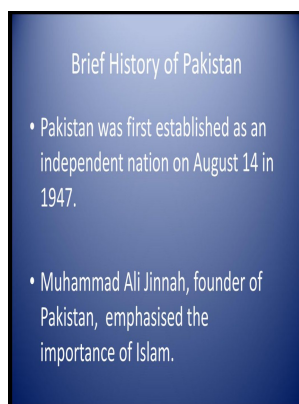 Brief History of Pakistan
• Pakistan was first established as an
independent nation on August 14 in
1947.
• Muhammad Ali Jinnah, founder of
Pakistan, emphasised the
importance of Islam.